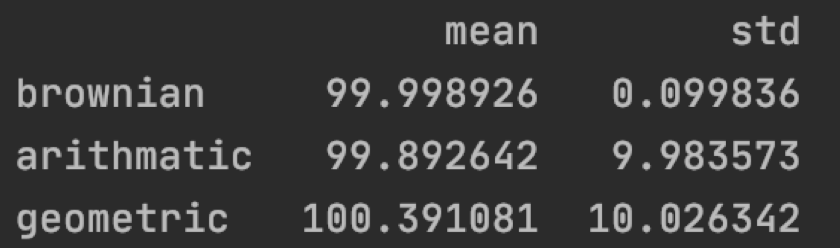 mean std
brownian 99.998926 0.099836
arithmatic 99.892642 9.983573
geometric 100.391081 10.026342